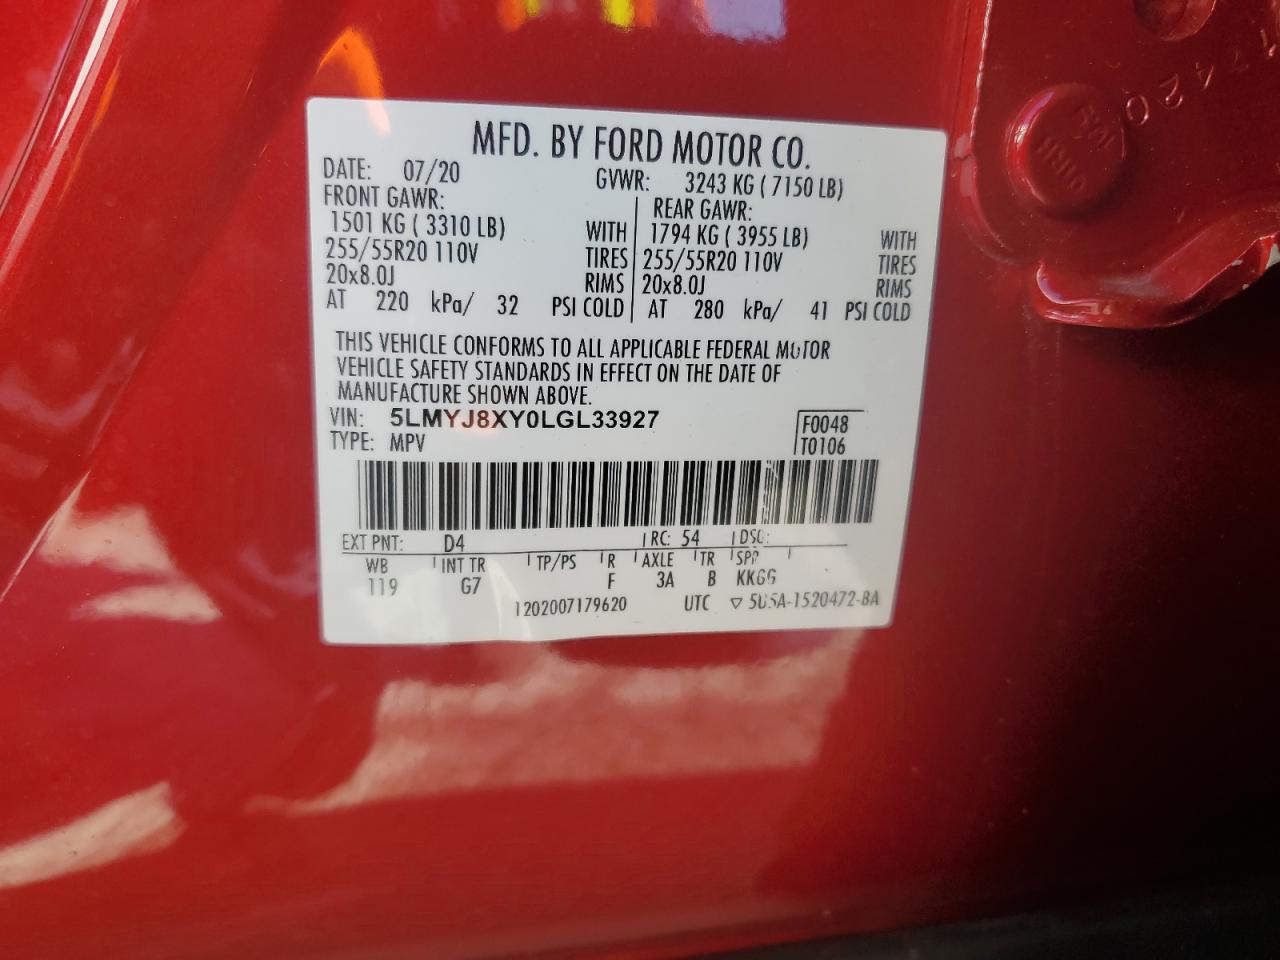 MFD. BY FORD MOTOR CO.
DATE: 07/20 GVWR: 3243 KG ( 7150 LB)
FRONT GAWR: REAR GAWR:
1501 KG ( 3310 LB) WITH 1794 KG ( 3955 LB) WITH
255/55R20 110V TIRES 255/55R20 110V TIRES
20x8.0J RIMS 20x8.0J RIMS
AT 220 kPa/ 32 PSI COLD AT 280 kPa/ 41 PSI COLD
THIS VEHICLE CONFORMS TO ALL APPLICABLE FEDERAL MOTOR
VEHICLE SAFETY STANDARDS IN EFFECT ON THE DATE OF
MANUFACTURE SHOWN ABOVE.
VIN: 5LMYJ8XY0LGL33927 F0048
TYPE: MPV T0106
EXT PNT: D4 RC: 54 DSO:
WB INT TR TP/PS R AXLE TR SPR
119 G7 F 3A B KKGG
1202007179620 UTC ▽ 5U5A-1520472-BA